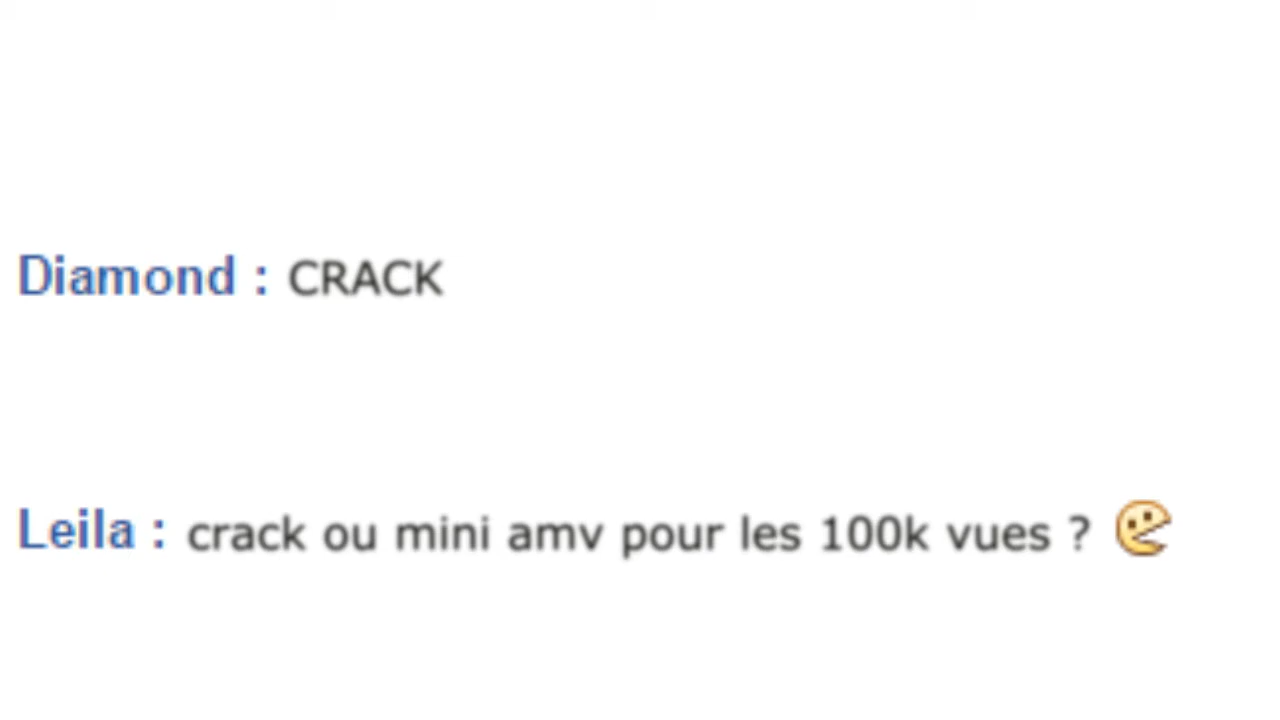 Diamond : CRACK
Leila : crack ou mini amv pour les 100k vues ?